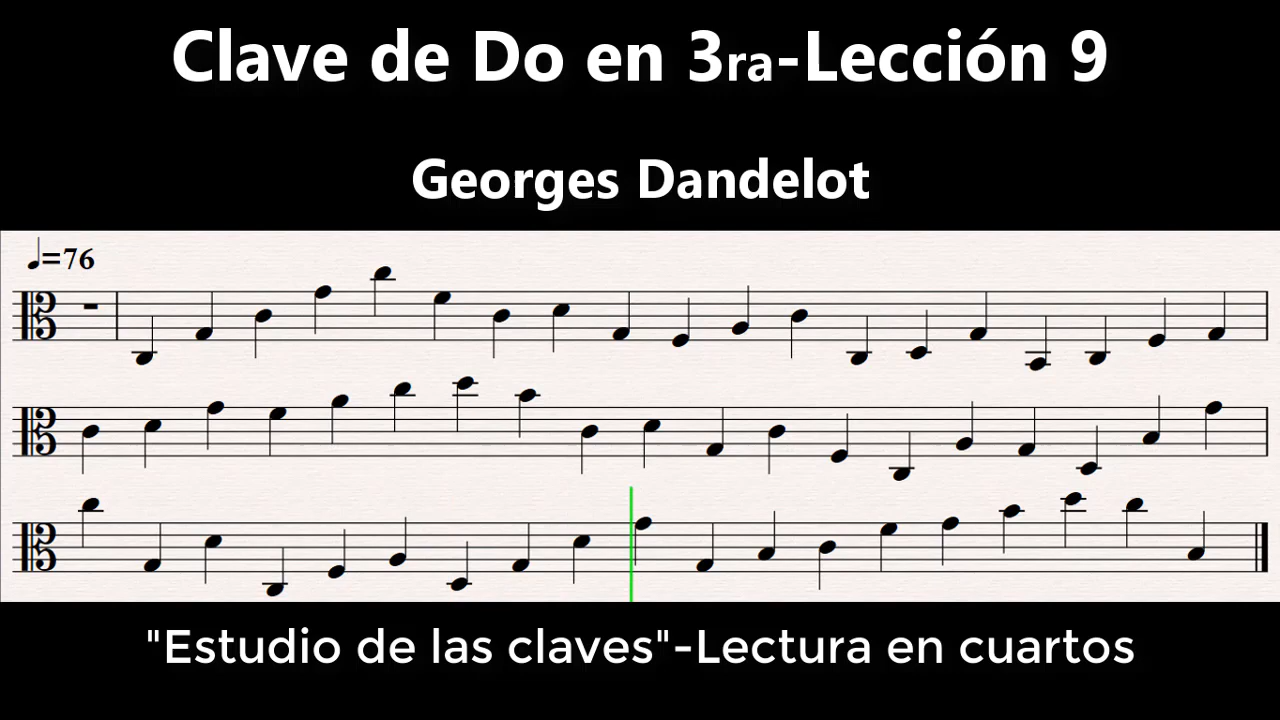 Clave de Do en 3ra-Lección 9
Georges Dandelot
♩=76
"Estudio de las claves"-Lectura en cuartos